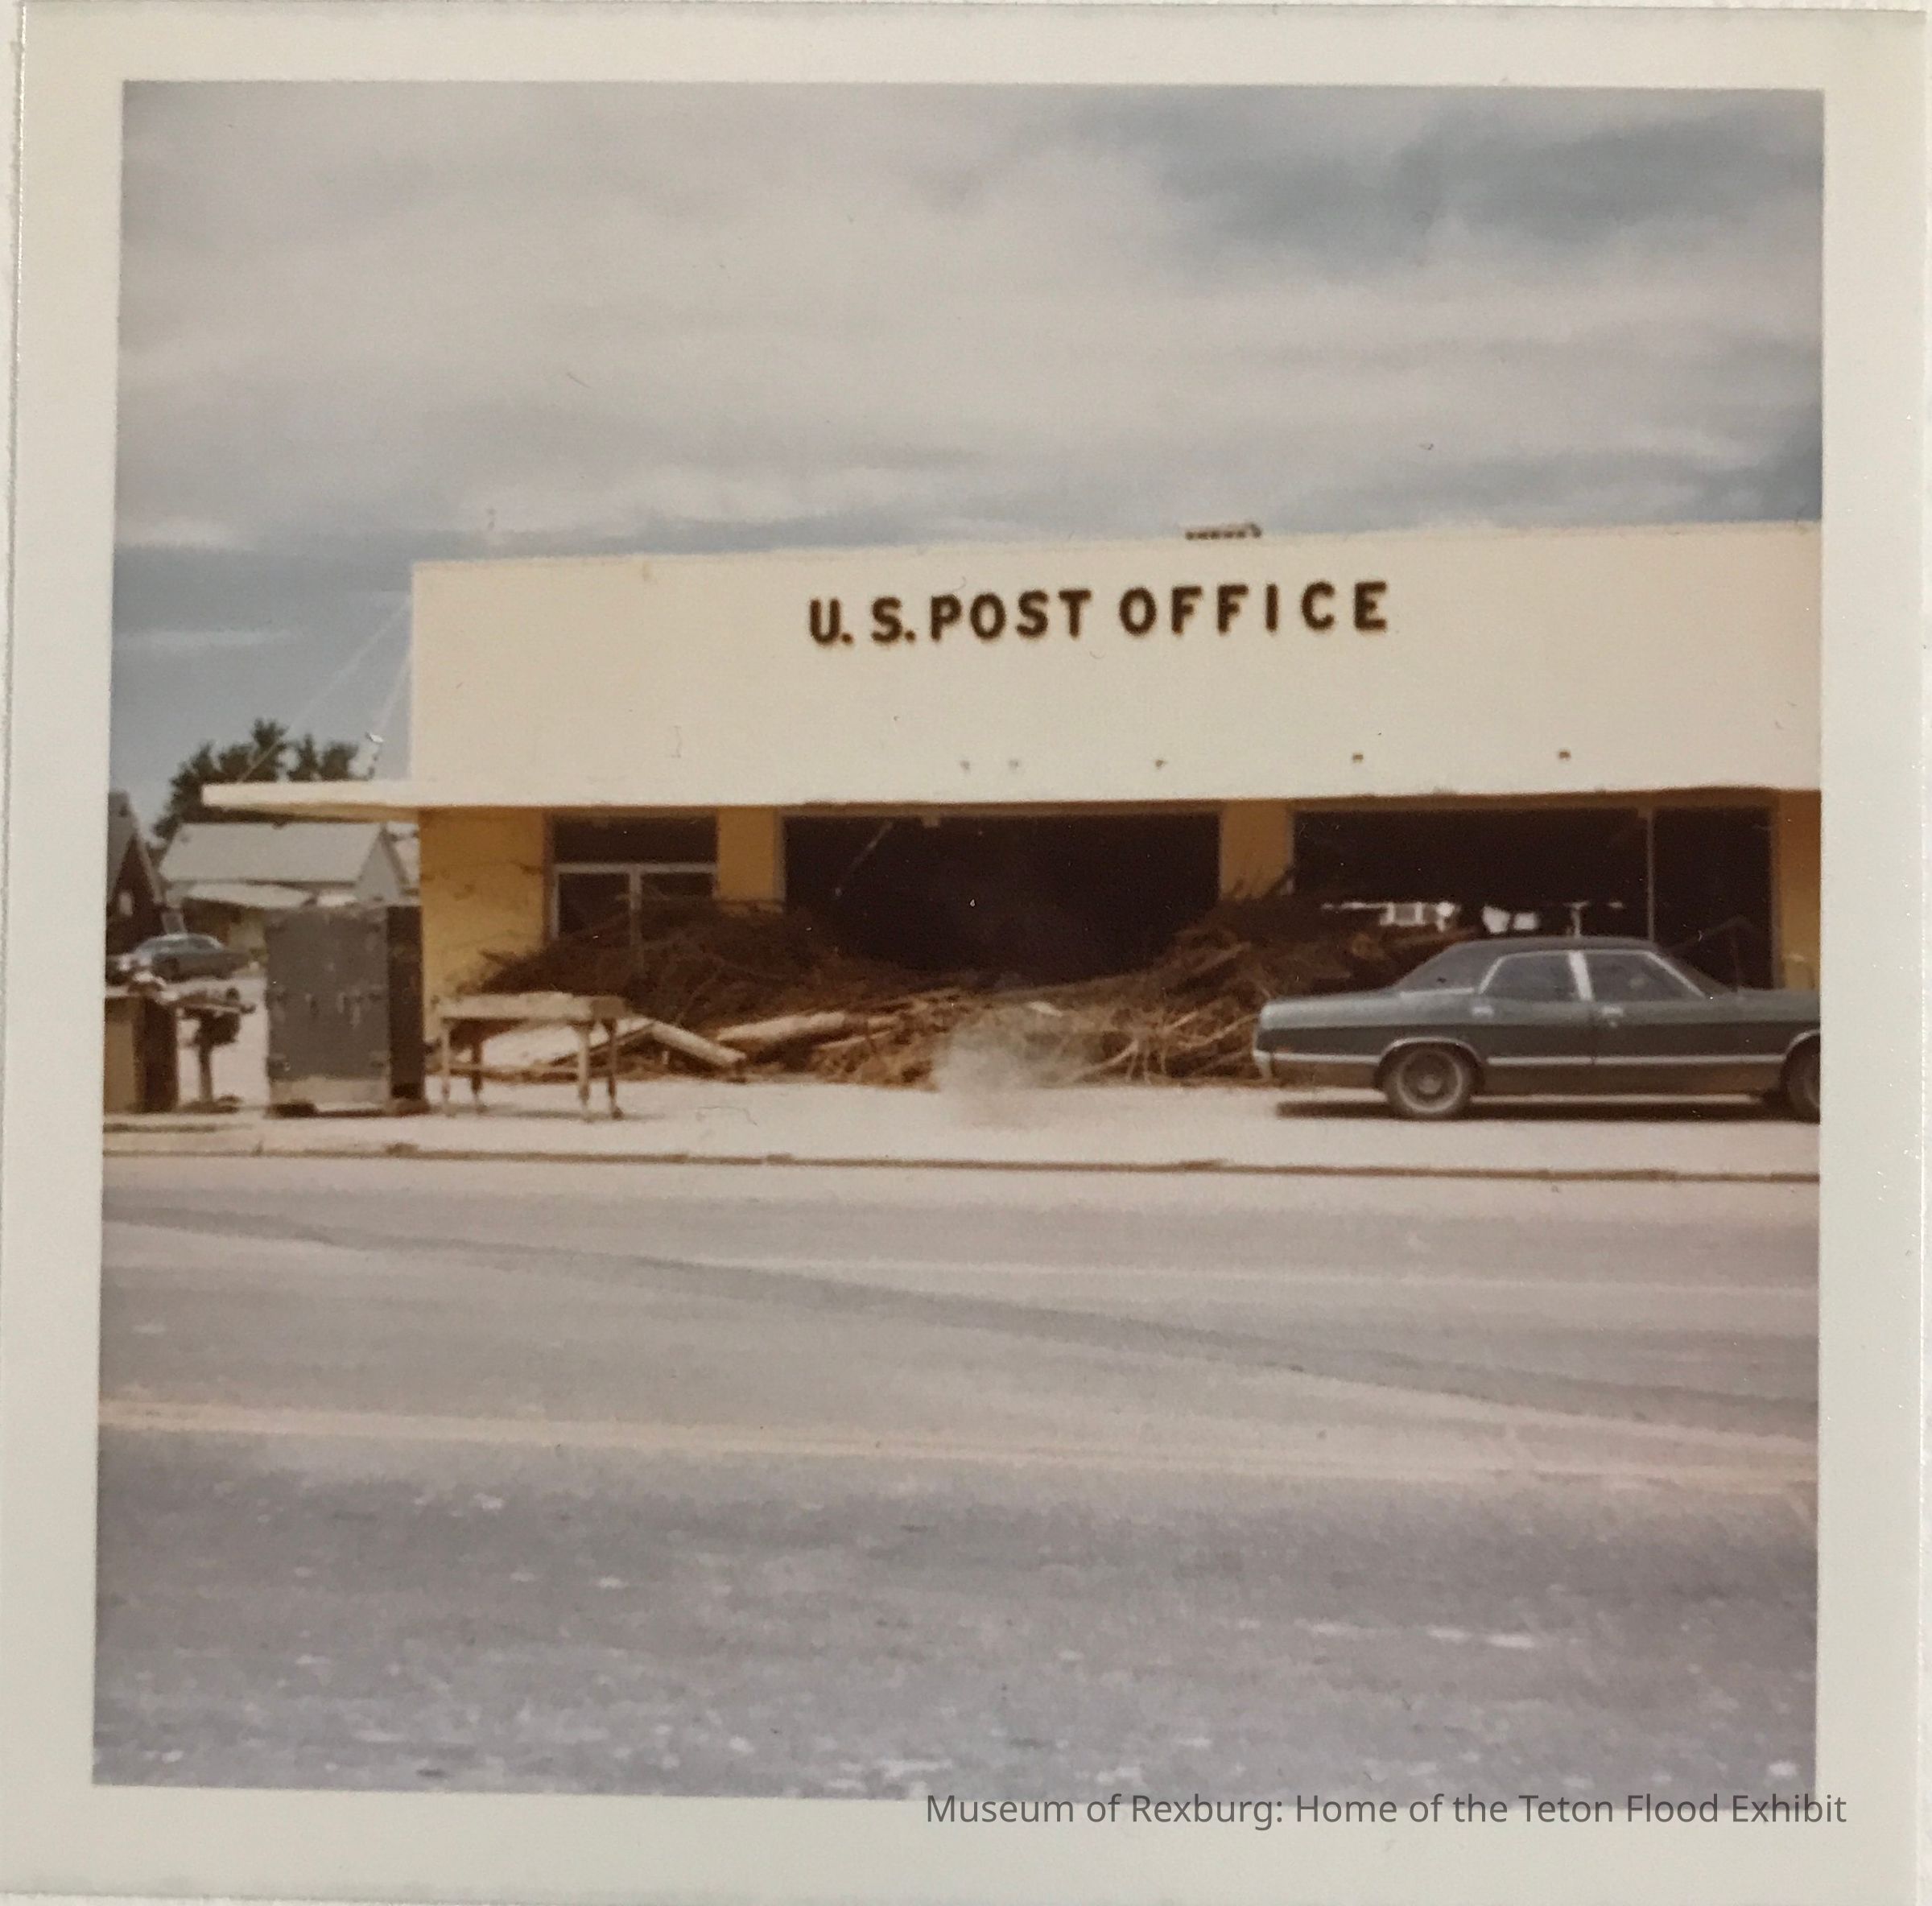 U. S. POST OFFICE
Museum of Rexburg: Home of the Teton Flood Exhibit